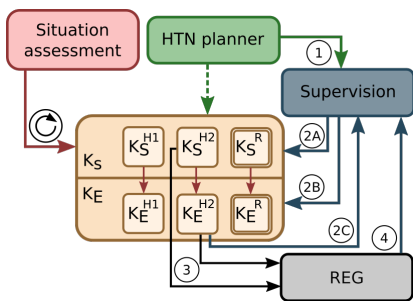 Situation
assessment
HTN planner
1
Supervision
2A
K_S^H1 K_S^H2 K_S^R
K_S
K_E
2B
K_E^H1 K_E^H2 K_E^R
2C
4
3
REG